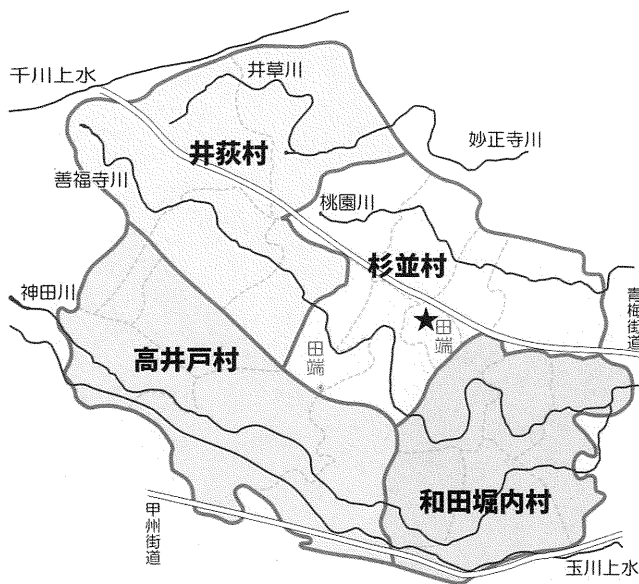 千川上水
井草川
妙正寺川
井荻村
善福寺川
桃園川
杉並村
青梅街道
神田川
田端
田端
高井戸村
和田堀内村
甲州街道
玉川上水